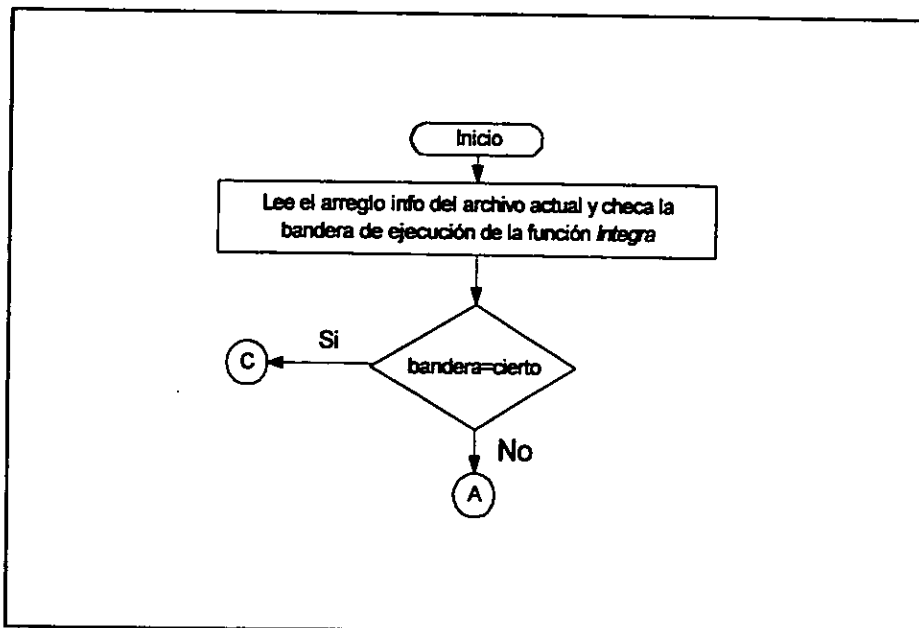 Inicio
Lee el arreglo info del archivo actual y checa la
bandera de ejecución de la función integra
Si
C
bandera=cierto
No
A